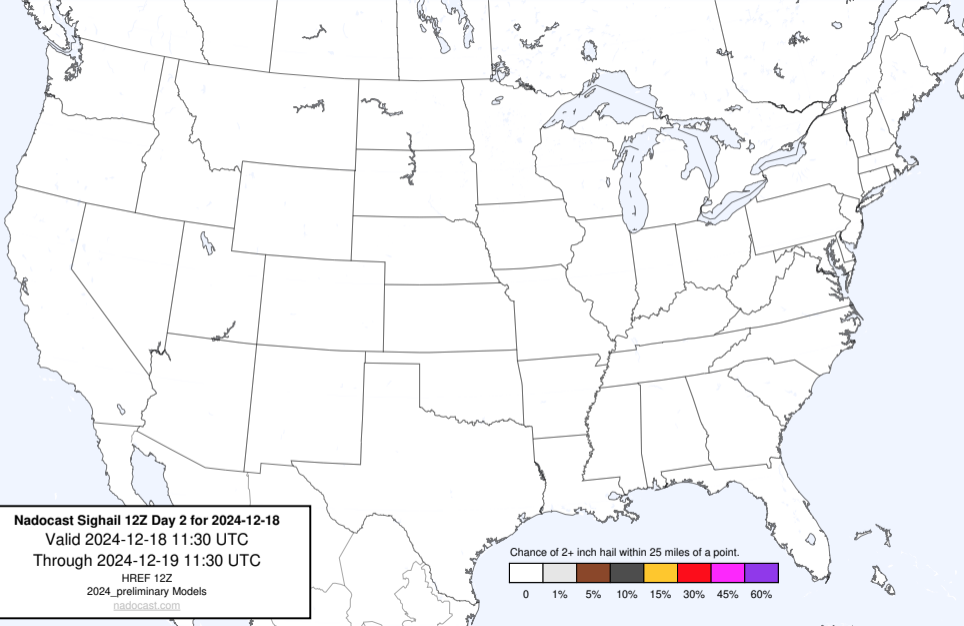 Nadocast Sighail 12Z Day 2 for 2024-12-18
Valid 2024-12-18 11:30 UTC
Through 2024-12-19 11:30 UTC
HREF 12Z
2024_preliminary Models
nadocast.com
Chance of 2+ inch hail within 25 miles of a point.
0 1% 5% 10% 15% 30% 45% 60%